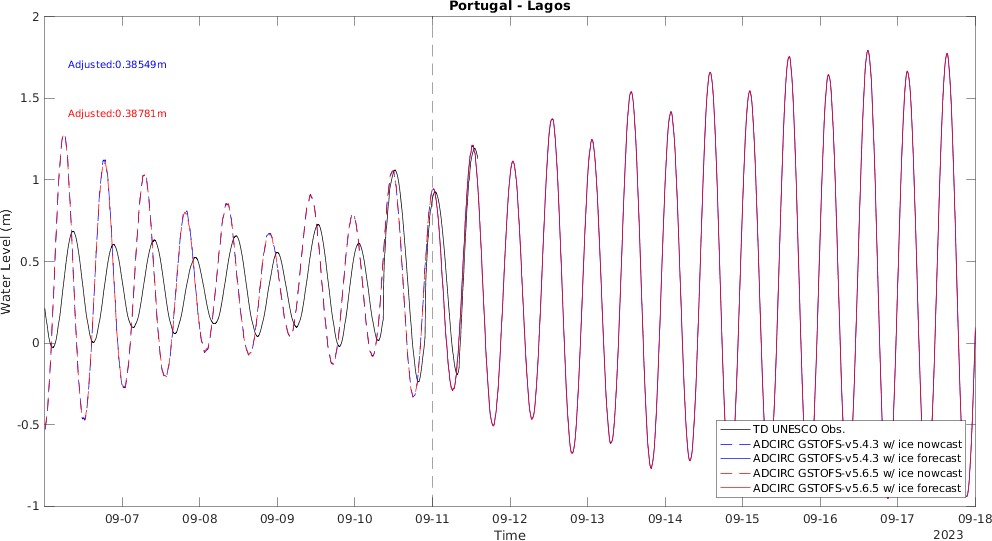 Portugal - Lagos
Adjusted:0.38549m
Adjusted:0.38781m
Water Level (m)
2
1.5
1
0.5
0
-0.5
-1
09-07
09-08
09-09
09-10
09-11
09-12
09-13
09-14
09-15
09-16
09-17
09-18
Time
2023
TD UNESCO Obs.
ADCIRC GSTOFS-v5.4.3 w/ ice nowcast
ADCIRC GSTOFS-v5.4.3 w/ ice forecast
ADCIRC GSTOFS-v5.6.5 w/ ice nowcast
ADCIRC GSTOFS-v5.6.5 w/ ice forecast